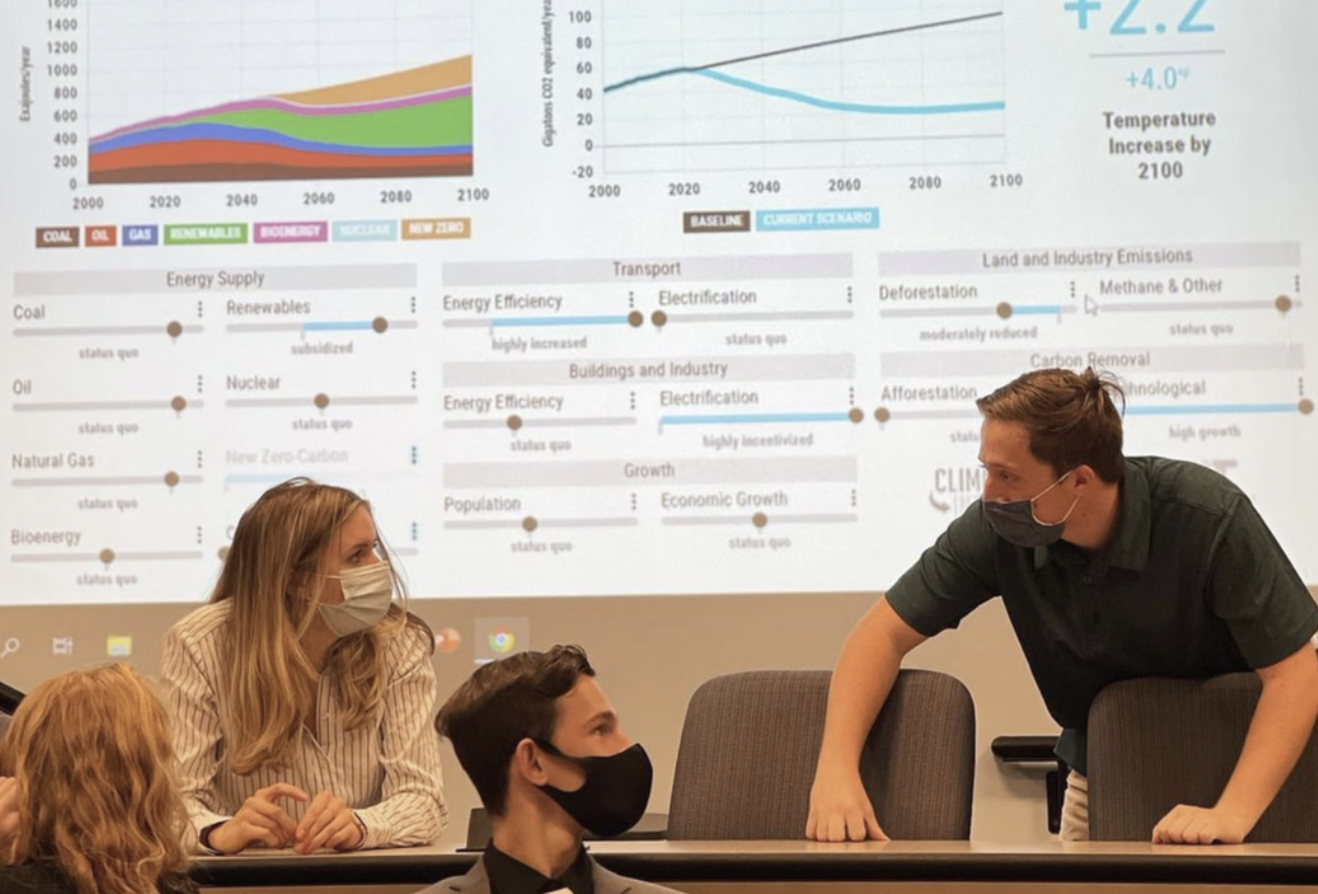 1600
1400
1200
1000
800
600
400
200
0
Exajoules/year
2000 2020 2040 2060 2080 2100
COAL OIL GAS RENEWABLES BIOENERGY NUCLEAR NEW ZERO
100
80
60
40
20
0
-20
Gigatons CO2 equivalent/year
2000 2020 2040 2060 2080 2100
BASELINE CURRENT SCENARIO
+2.2
+4.0°F
Temperature
Increase by
2100
Energy Supply
Coal
status quo
Renewables
subsidized
Oil
status quo
Nuclear
status quo
Natural Gas
status quo
New Zero-Carbon
Bioenergy
status quo
Transport
Energy Efficiency
highly increased
Electrification
status quo
Buildings and Industry
Energy Efficiency
status quo
Electrification
highly incentivized
Growth
Population
status quo
Economic Growth
status quo
Land and Industry Emissions
Deforestation
moderately reduced
Methane & Other
status quo
Carbon Removal
Afforestation
statu
hnological
high growth
CLIM